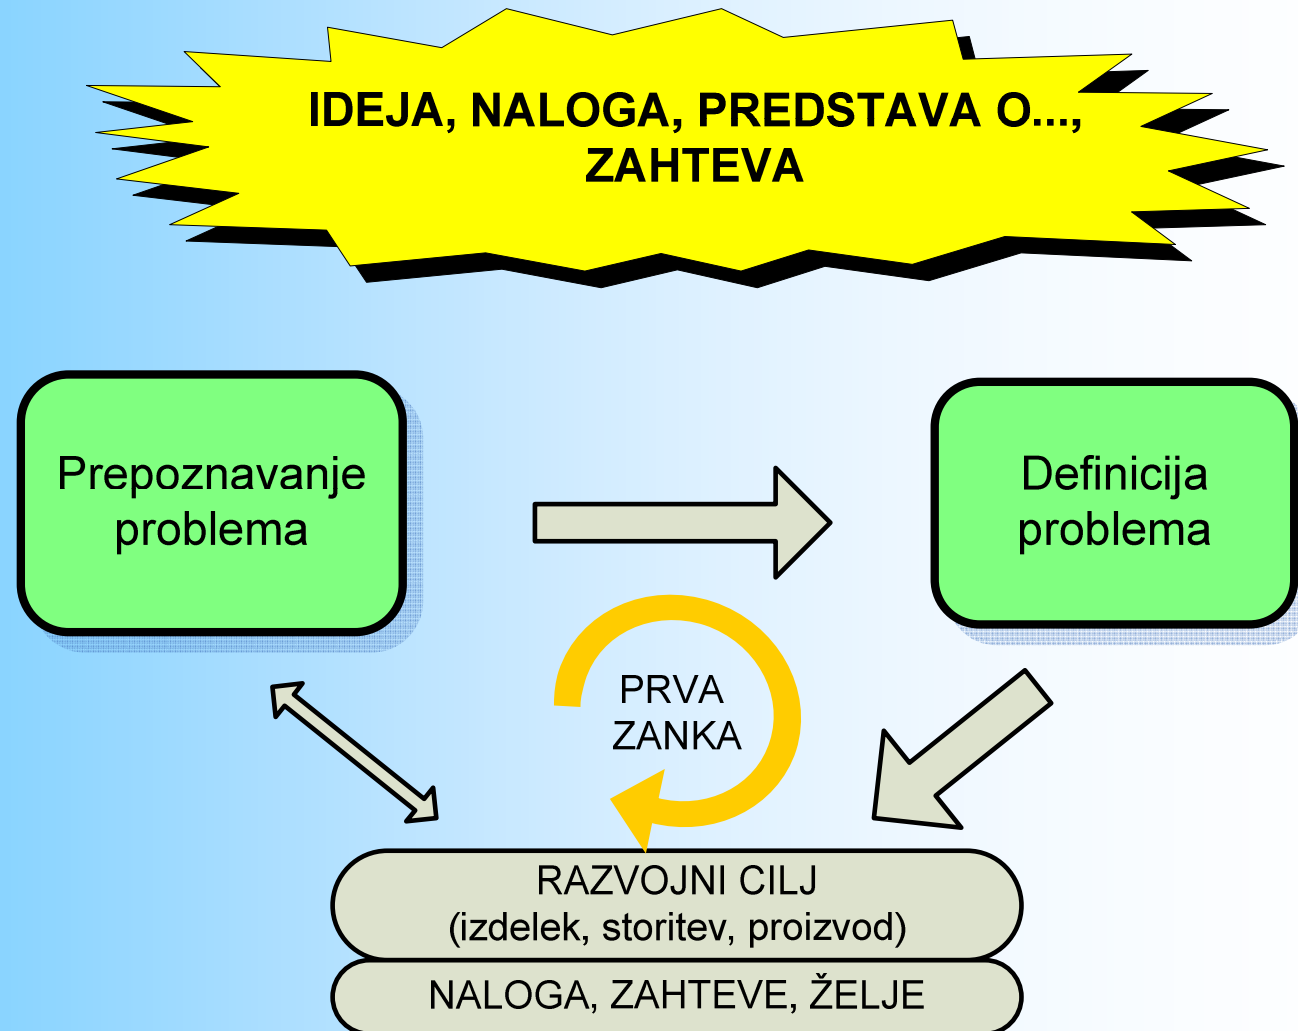 IDEJA, NALOGA, PREDSTAVA O...,
ZAHTEVA
Prepoznavanje
problema
Definicija
problema
PRVA
ZANKA
RAZVOJNI CILJ
(izdelek, storitev, proizvod)
NALOGA, ZAHTEVE, ŽELJE